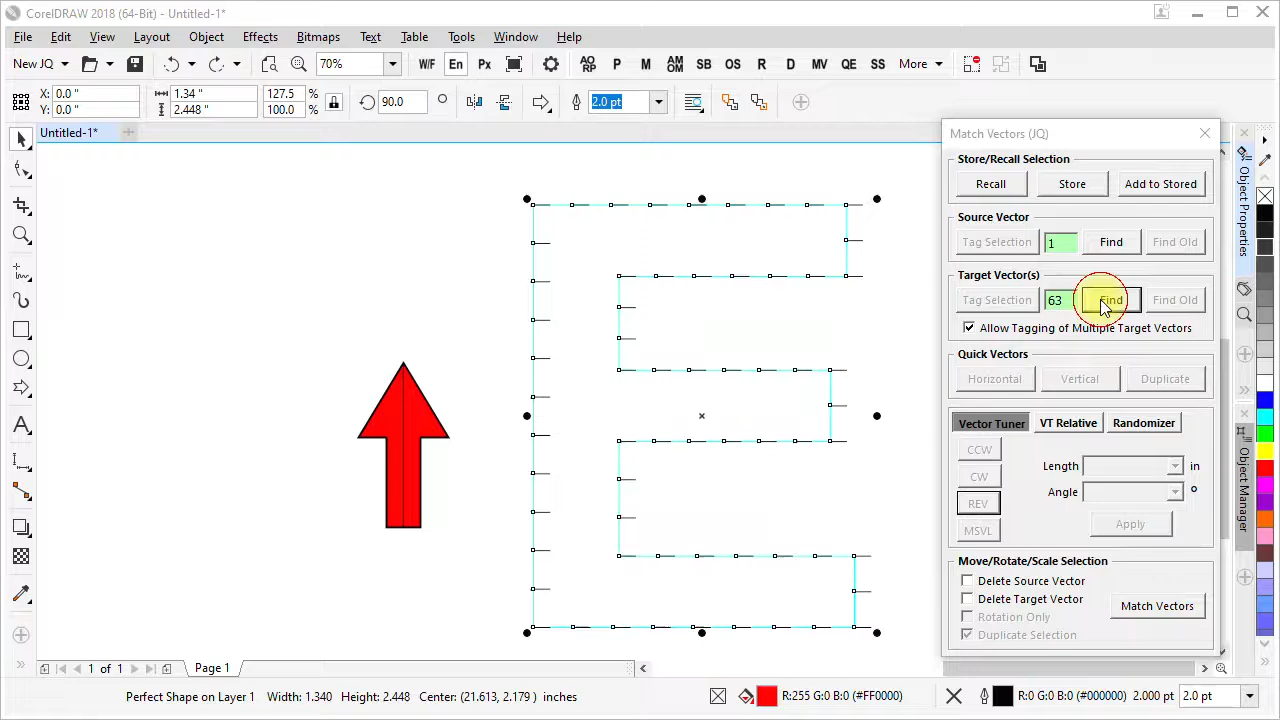 CorelDRAW 2018 (64-Bit) - Untitled-1*
File Edit View Layout Object Effects Bitmaps Text Table Tools Window Help
New JQ 70% W/F En Px AO RP P M AM OM SB OS R D MV QE SS More
X: 0.0 " 1.34 " 127.5 % 90.0 2.0 pt
Y: 0.0 " 2.448 " 100.0 %
Untitled-1*
Match Vectors (JQ)
Store/Recall Selection
Recall Store Add to Stored
Source Vector
Tag Selection 1 Find Find Old
Target Vector(s)
Tag Selection 63 Find Find Old
Allow Tagging of Multiple Target Vectors
Quick Vectors
Horizontal Vertical Duplicate
Vector Tuner VT Relative Randomizer
CCW
Length in
CW
Angle °
REV
Apply
MSVL
Move/Rotate/Scale Selection
Delete Source Vector
Delete Target Vector
Match Vectors
Rotation Only
Duplicate Selection
Object Properties
Object Manager
1 of 1 Page 1
Perfect Shape on Layer 1 Width: 1.340 Height: 2.448 Center: (21.613, 2.179 ) inches R:255 G:0 B:0 (#FF0000) R:0 G:0 B:0 (#000000) 2.000 pt 2.0 pt